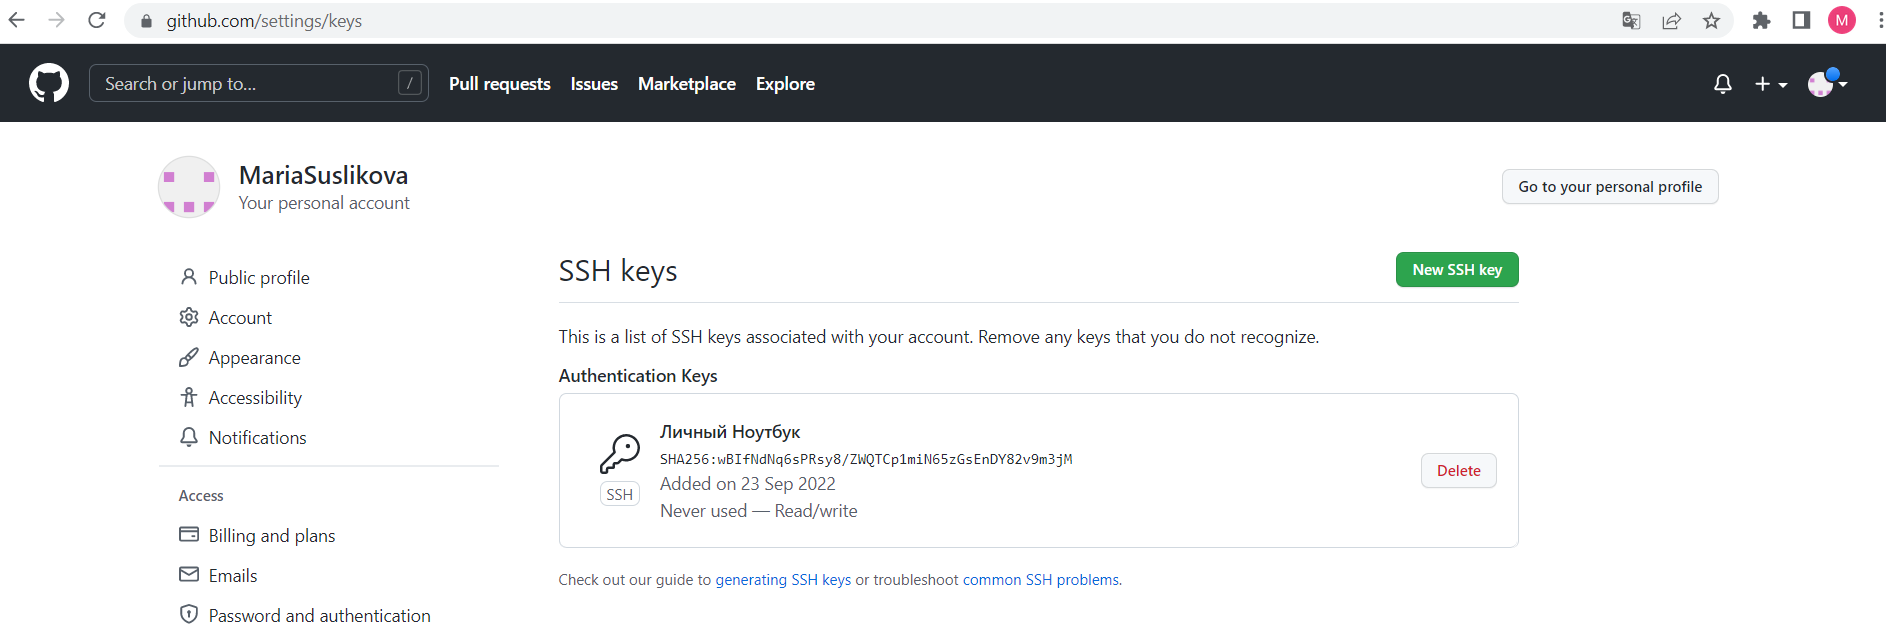 github.com/settings/keys
M
Search or jump to... /
Pull requests Issues Marketplace Explore
MariaSuslikova
Your personal account
Go to your personal profile
Public profile
Account
Appearance
Accessibility
Notifications
Access
Billing and plans
Emails
Password and authentication
SSH keys
New SSH key
This is a list of SSH keys associated with your account. Remove any keys that you do not recognize.
Authentication Keys
Личный Ноутбук
SHA256:wBIfNdNq6sPRsy8/ZWQTCp1miN65zGsEnDY82v9m3jM
Added on 23 Sep 2022
Never used — Read/write
SSH
Delete
Check out our guide to generating SSH keys or troubleshoot common SSH problems.